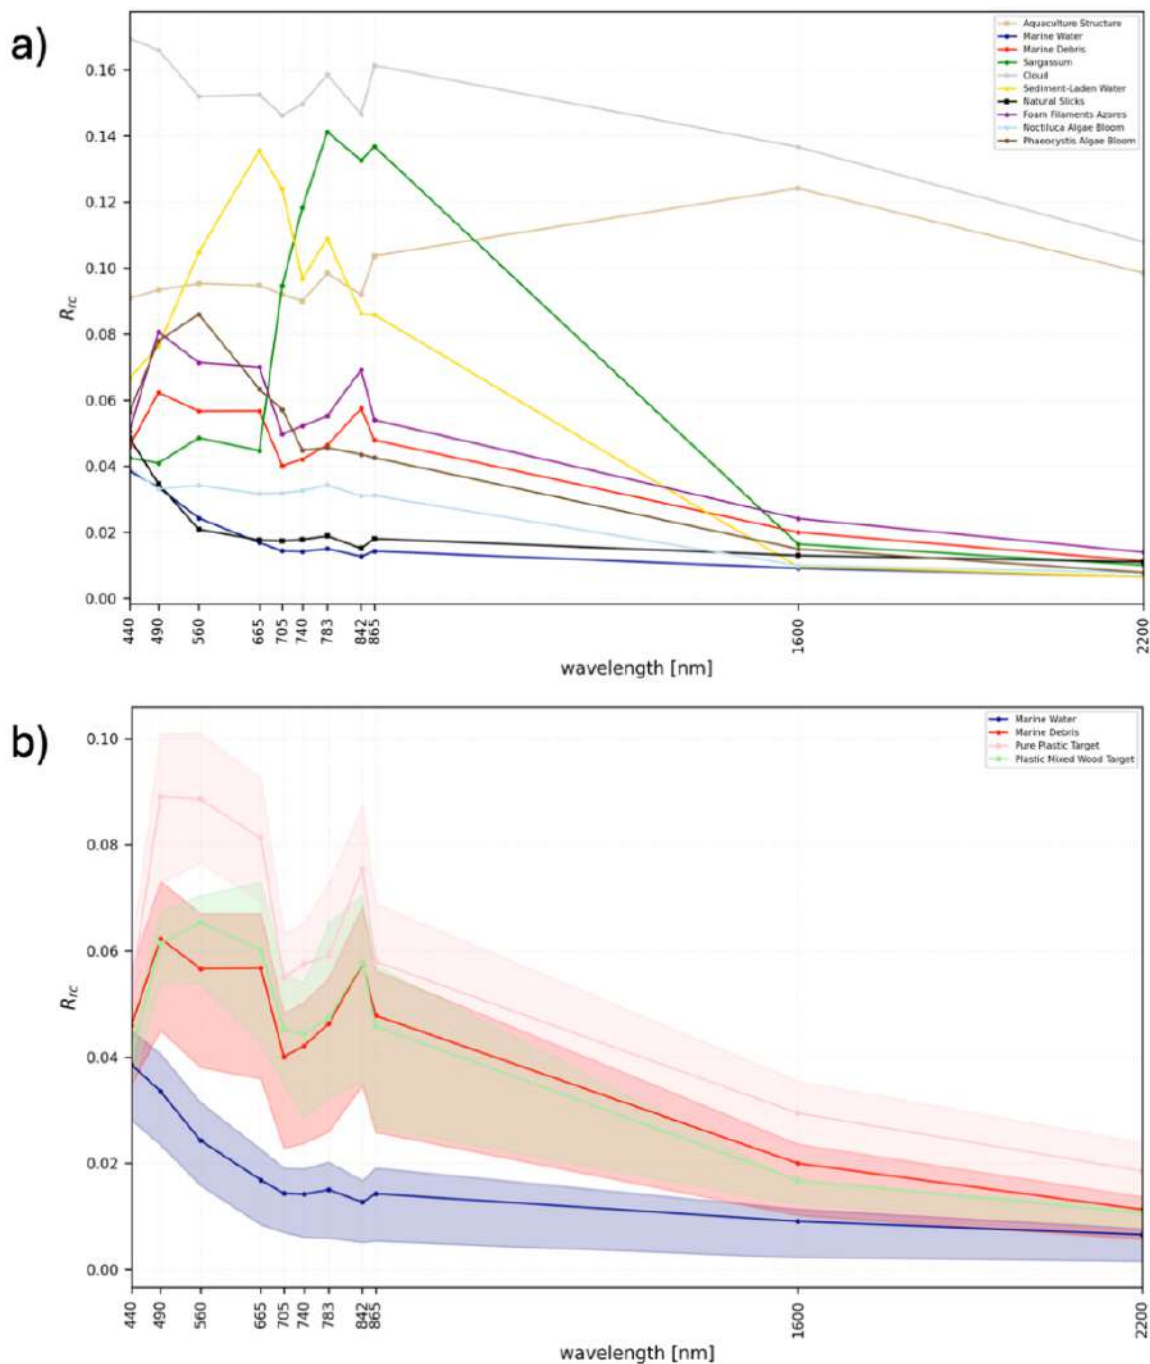 a)
Aquaculture Structure
Marine Water
Marine Debris
Sargassum
Cloud
Sediment-Laden Water
Natural Slicks
Foam Filaments Azores
Noctiluca Algae Bloom
Phaeocystis Algae Bloom
0.16
0.14
0.12
0.10
0.08
0.06
0.04
0.02
0.00
Rrc
440
490
560
665
705
740
783
842
865
1600
2200
wavelength [nm]
b)
Marine Water
Marine Debris
Pure Plastic Target
Plastic Mixed Wood Target
0.10
0.08
0.06
0.04
0.02
0.00
Rrc
440
490
560
665
705
740
783
842
865
1600
2200
wavelength [nm]